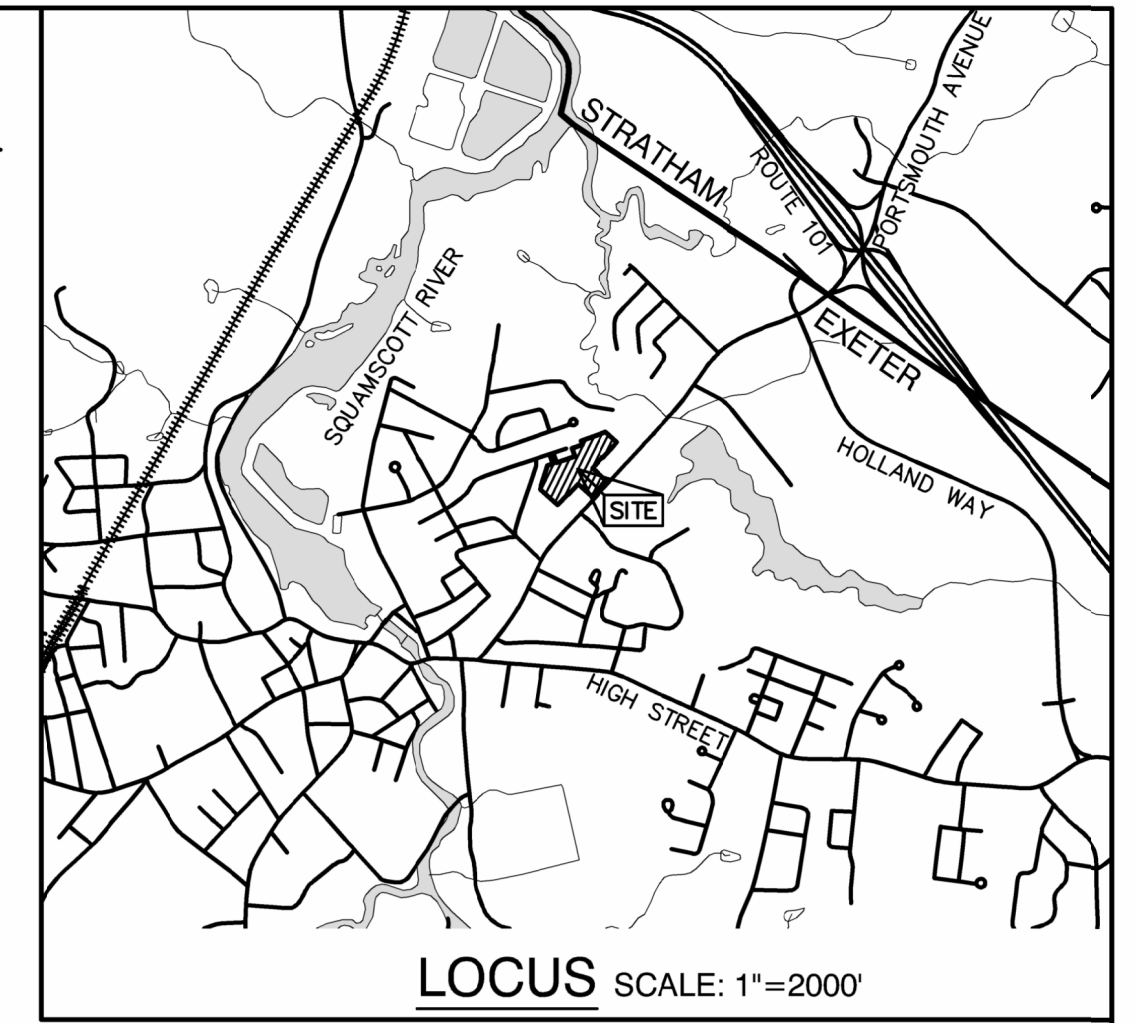 STRATHAM
ROUTE 101
PORTSMOUTH AVENUE
SQUAMSCOTT RIVER
EXETER
HOLLAND WAY
SITE
HIGH STREET
LOCUS SCALE: 1"=2000'